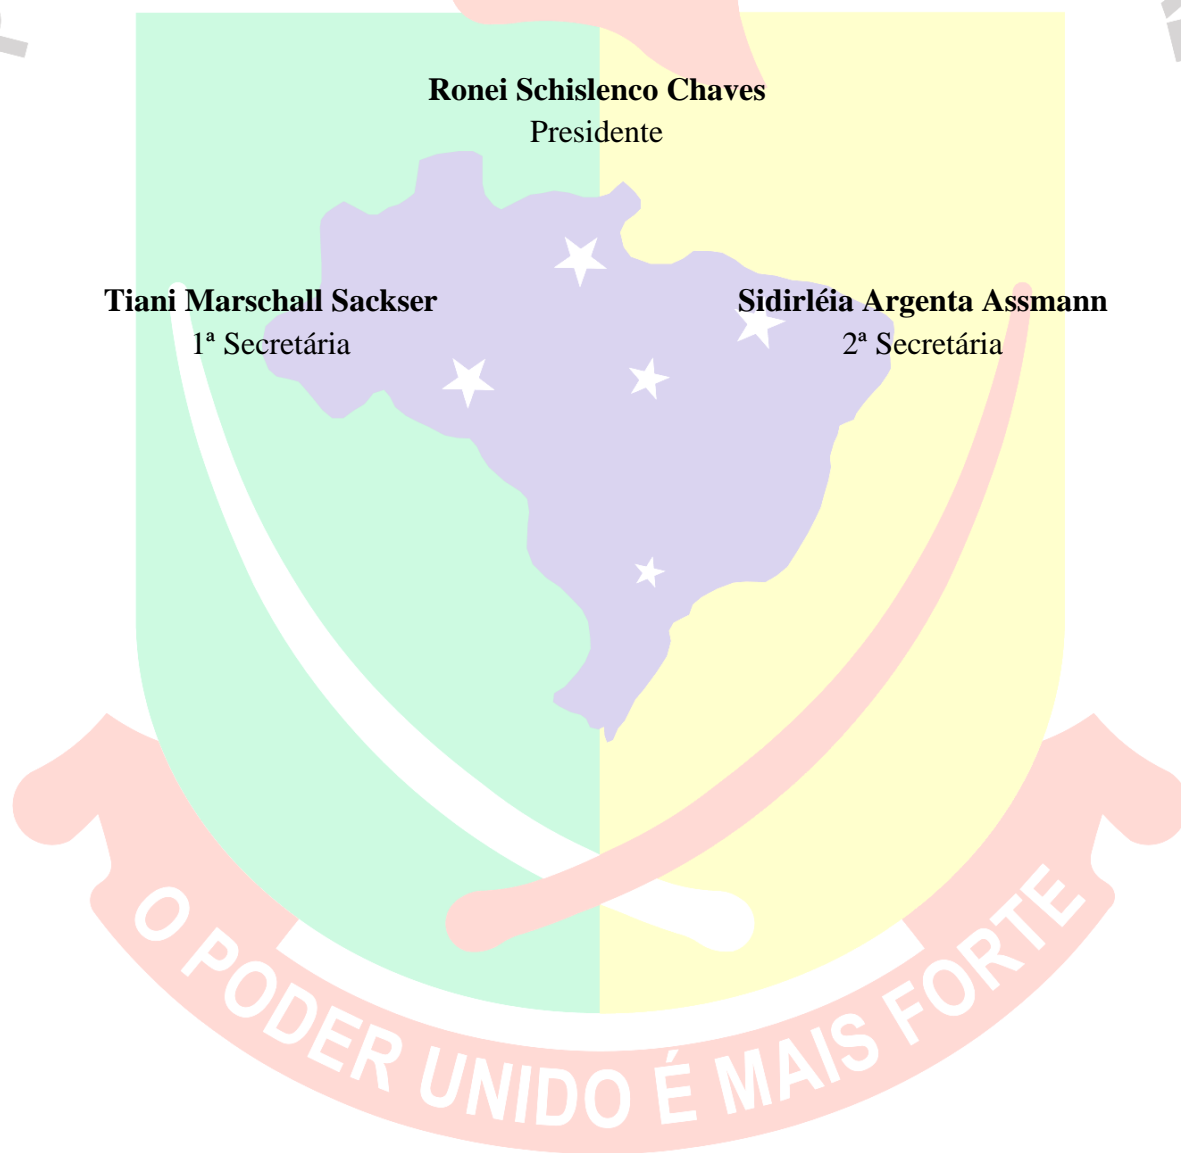 Ronei Schislenco Chaves
Presidente
Tiani Marschall Sackser
1ª Secretária
Sidirléia Argenta Assmann
2ª Secretária
O PODER UNIDO É MAIS FORTE